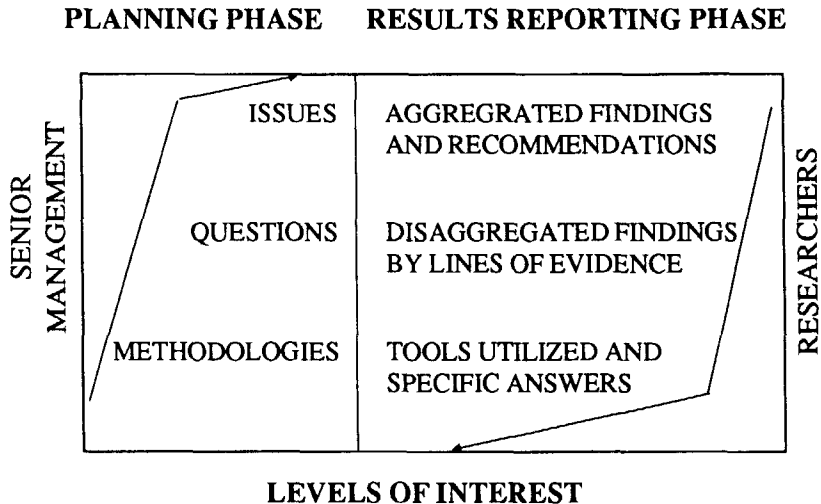 PLANNING PHASE RESULTS REPORTING PHASE
SENIOR
MANAGEMENT
ISSUES
QUESTIONS
METHODOLOGIES
AGGREGRATED FINDINGS
AND RECOMMENDATIONS
DISAGGREGATED FINDINGS
BY LINES OF EVIDENCE
TOOLS UTILIZED AND
SPECIFIC ANSWERS
RESEARCHERS
LEVELS OF INTEREST